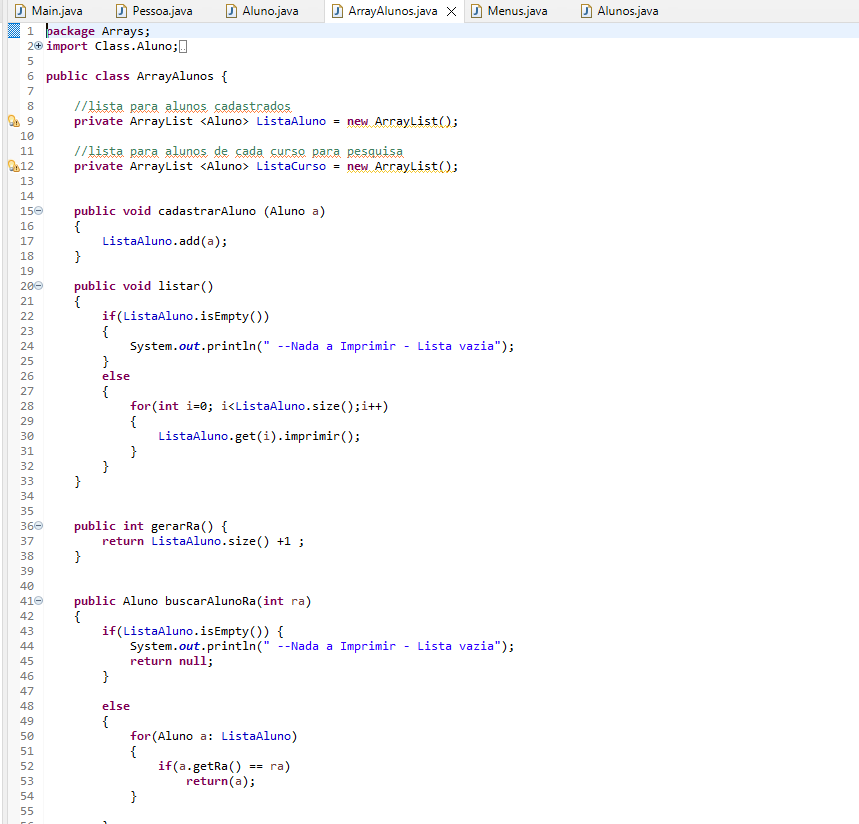 Main.java Pessoa.java Aluno.java ArrayAlunos.java Menus.java Alunos.java
1 package Arrays;
2 import Class.Aluno;
5
6 public class ArrayAlunos {
7
8 //lista para alunos cadastrados
9 private ArrayList <Aluno> ListaAluno = new ArrayList();
10
11 //lista para alunos de cada curso para pesquisa
12 private ArrayList <Aluno> ListaCurso = new ArrayList();
13
14
15 public void cadastrarAluno (Aluno a)
16 {
17 ListaAluno.add(a);
18 }
19
20 public void listar()
21 {
22 if(ListaAluno.isEmpty())
23 {
24 System.out.println(" --Nada a Imprimir - Lista vazia");
25 }
26 else
27 {
28 for(int i=0; i<ListaAluno.size();i++)
29 {
30 ListaAluno.get(i).imprimir();
31 }
32 }
33 }
34
35
36 public int gerarRa() {
37 return ListaAluno.size() +1 ;
38 }
39
40
41 public Aluno buscarAlunoRa(int ra)
42 {
43 if(ListaAluno.isEmpty()) {
44 System.out.println(" --Nada a Imprimir - Lista vazia");
45 return null;
46 }
47
48 else
49 {
50 for(Aluno a: ListaAluno)
51 {
52 if(a.getRa() == ra)
53 return(a);
54 }
55